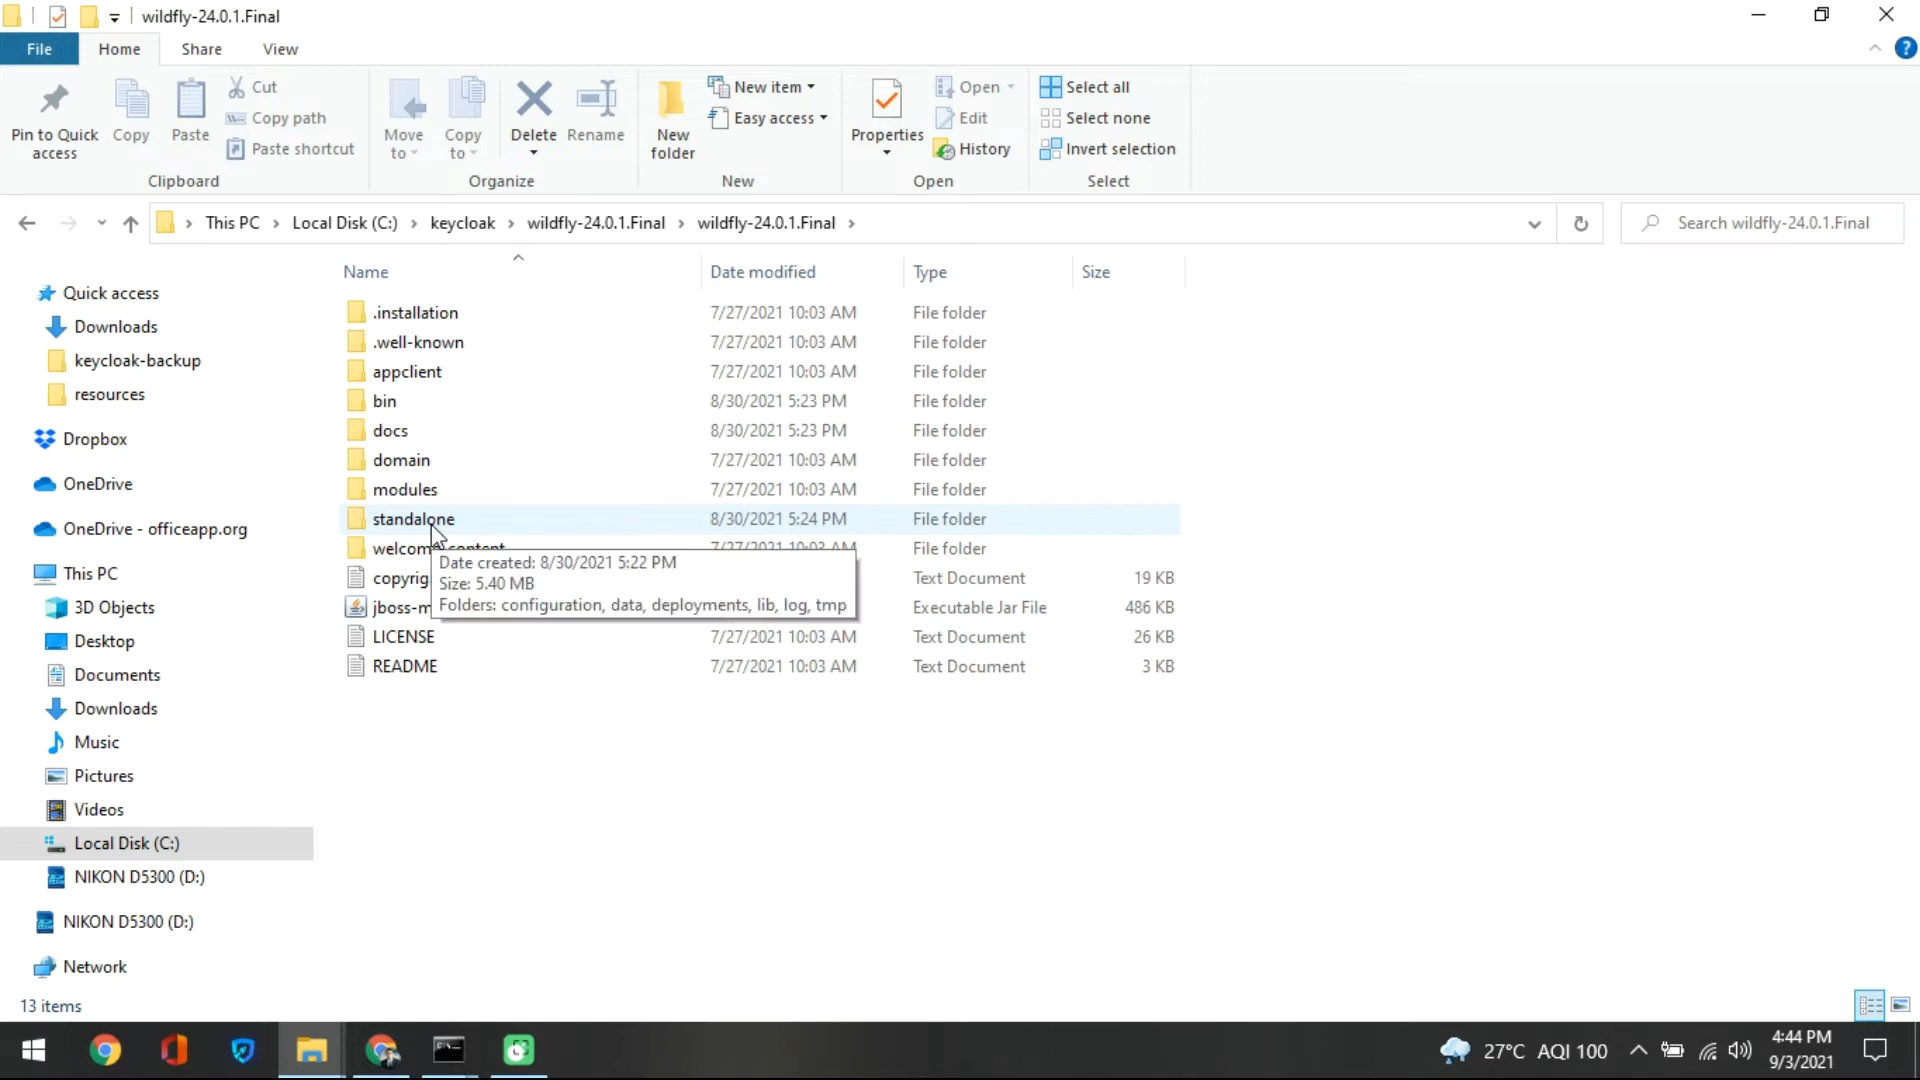 wildfly-24.0.1.Final
File Home Share View
Pin to Quick access
Copy
Paste
Cut
Copy path
Paste shortcut
Clipboard
Move to
Copy to
Delete
Rename
Organize
New folder
New item
Easy access
New
Properties
Open
Edit
History
Open
Select all
Select none
Invert selection
Select
This PC > Local Disk (C:) > keycloak > wildfly-24.0.1.Final > wildfly-24.0.1.Final >
Search wildfly-24.0.1.Final
Quick access
Downloads
keycloak-backup
resources
Dropbox
OneDrive
OneDrive - officeapp.org
This PC
3D Objects
Desktop
Documents
Downloads
Music
Pictures
Videos
Local Disk (C:)
NIKON D5300 (D:)
NIKON D5300 (D:)
Network
Name Date modified Type Size
.installation 7/27/2021 10:03 AM File folder
.well-known 7/27/2021 10:03 AM File folder
appclient 7/27/2021 10:03 AM File folder
bin 8/30/2021 5:23 PM File folder
docs 8/30/2021 5:23 PM File folder
domain 7/27/2021 10:03 AM File folder
modules 7/27/2021 10:03 AM File folder
standalone 8/30/2021 5:24 PM File folder
7/27/2021 10:03 AM File folder
Date created: 8/30/2021 5:22 PM
Size: 5.40 MB
Folders: configuration, data, deployments, lib, log, tmp
copyrig Text Document 19 KB
jboss-m Executable Jar File 486 KB
LICENSE 7/27/2021 10:03 AM Text Document 26 KB
README 7/27/2021 10:03 AM Text Document 3 KB
13 items
27°C AQI 100
4:44 PM
9/3/2021